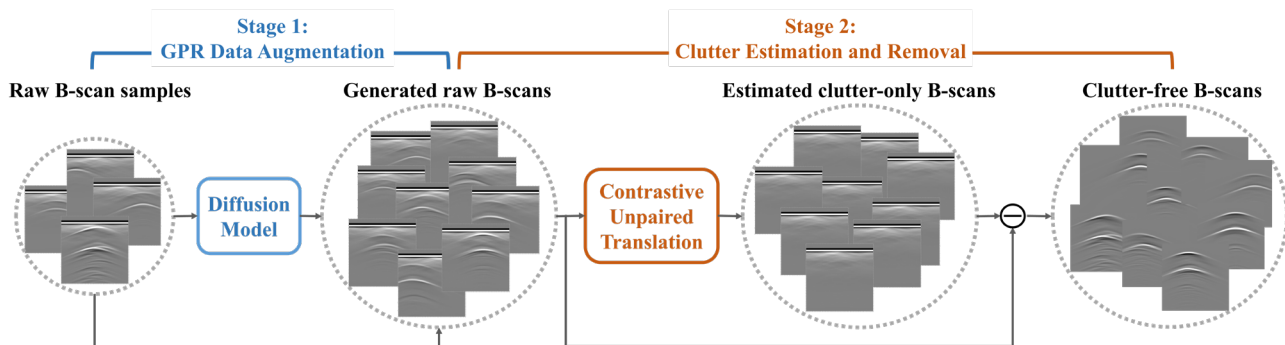 Stage 1:
GPR Data Augmentation
Stage 2:
Clutter Estimation and Removal
Raw B-scan samples
Generated raw B-scans
Estimated clutter-only B-scans
Clutter-free B-scans
Diffusion
Model
Contrastive
Unpaired
Translation